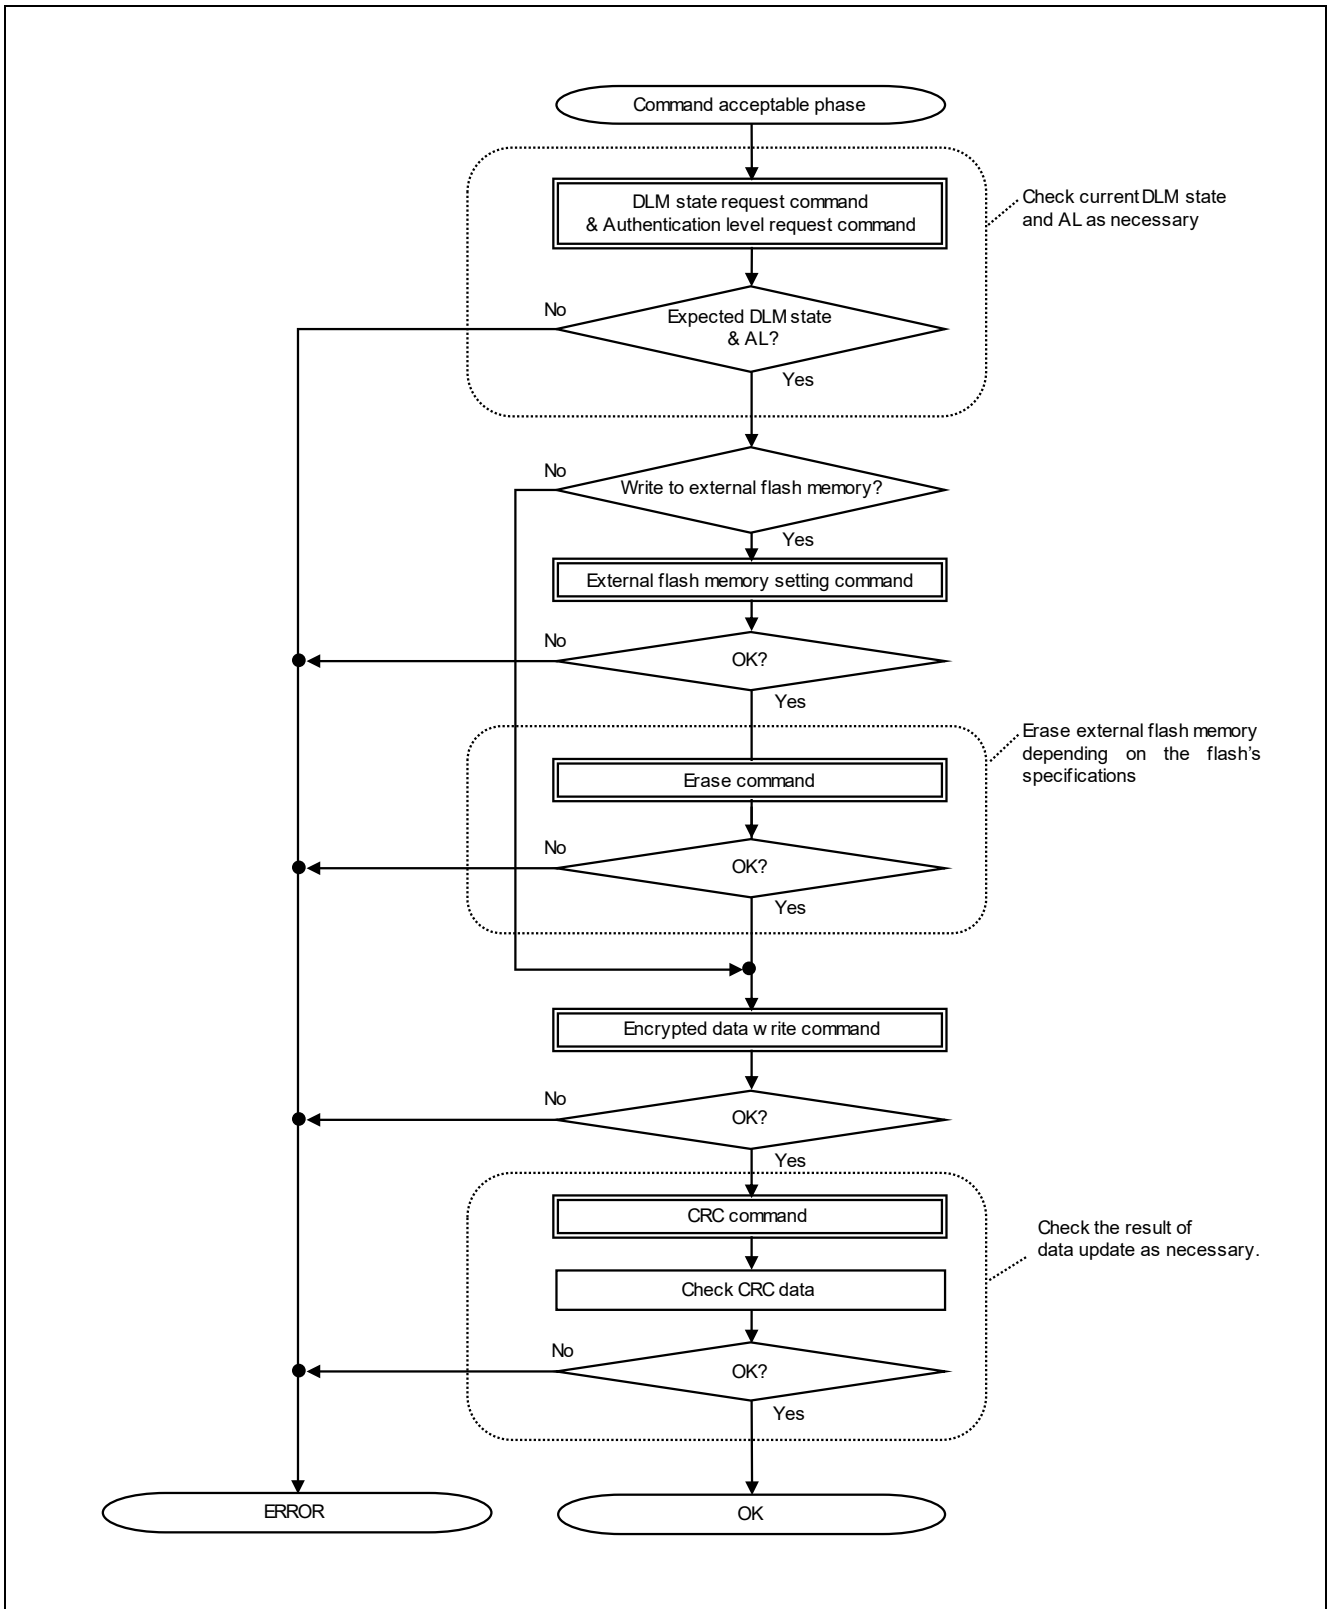 Command acceptable phase
DLM state request command
& Authentication level request command
Check current DLM state
and AL as necessary
No
Expected DLM state
& AL?
Yes
No
Write to external flash memory?
Yes
External flash memory setting command
No
OK?
Yes
Erase external flash memory
depending on the flash's
specifications
Erase command
No
OK?
Yes
Encrypted data write command
No
OK?
Yes
CRC command
Check the result of
data update as necessary.
Check CRC data
No
OK?
Yes
ERROR
OK